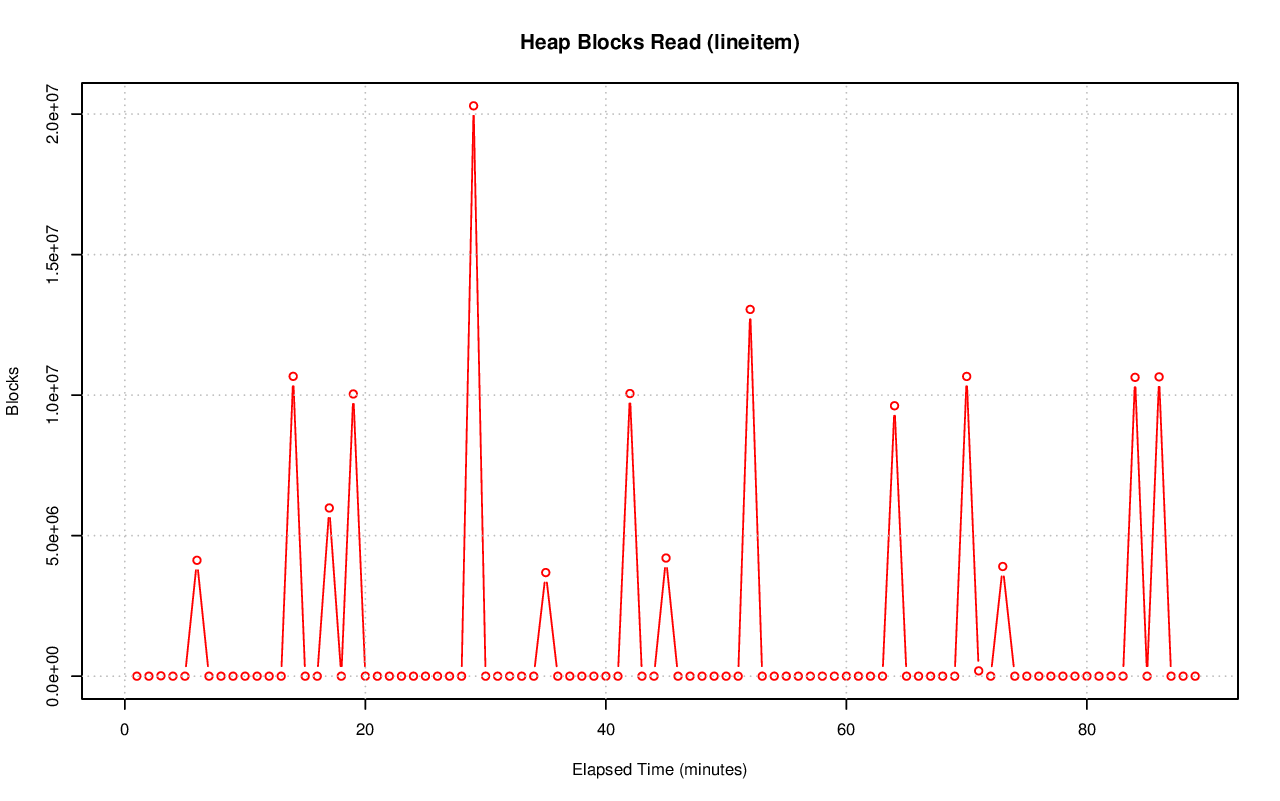 Heap Blocks Read (lineitem)
2.0e+07
1.5e+07
1.0e+07
5.0e+06
0.0e+00
Blocks
0 20 40 60 80
Elapsed Time (minutes)